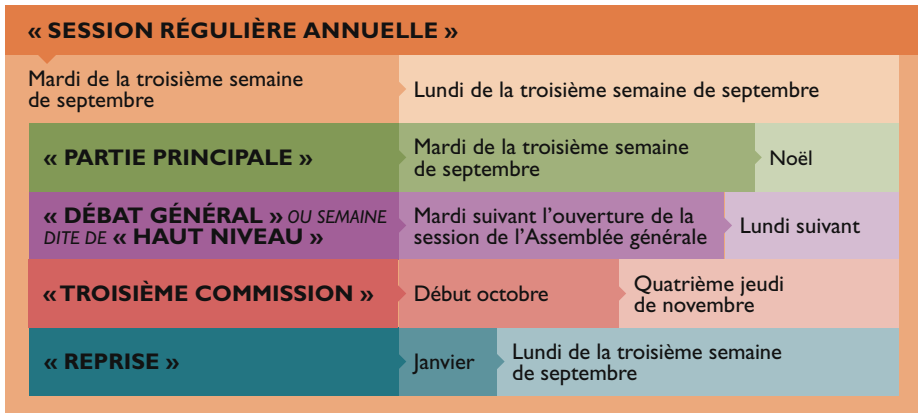 « SESSION RÉGULIÈRE ANNUELLE »
Mardi de la troisième semaine
de septembre
Lundi de la troisième semaine de septembre
« PARTIE PRINCIPALE »
Mardi de la troisième semaine
de septembre
Noël
« DÉBAT GÉNÉRAL » OU SEMAINE
DITE DE « HAUT NIVEAU »
Mardi suivant l’ouverture de la
session de l’Assemblée générale
Lundi suivant
« TROISIÈME COMMISSION »
Début octobre
Quatrième jeudi
de novembre
« REPRISE »
Janvier
Lundi de la troisième semaine
de septembre